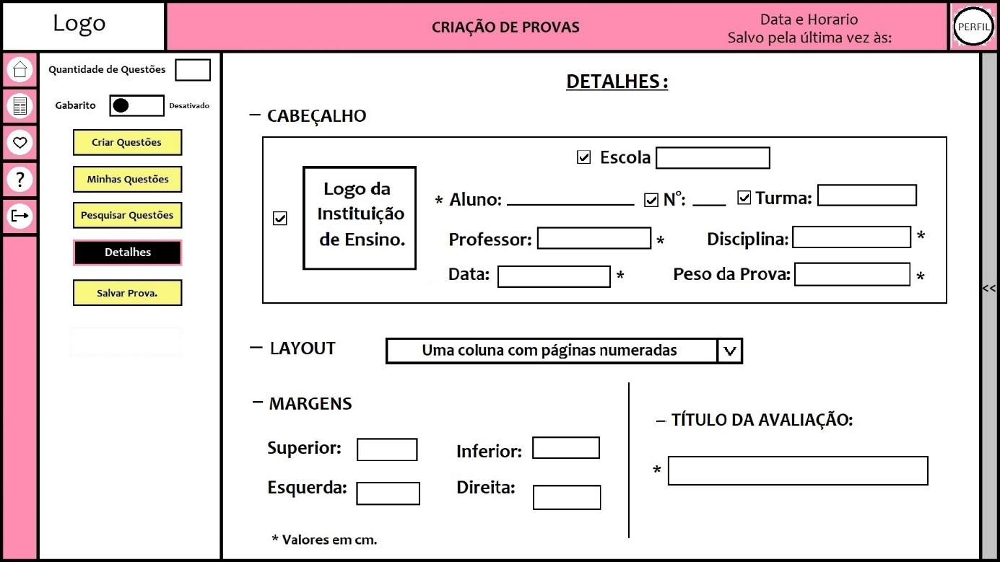 Logo
CRIAÇÃO DE PROVAS
Data e Horario
Salvo pela última vez às:
PERFIL
Quantidade de Questões
Gabarito
Desativado
Criar Questões
Minhas Questões
Pesquisar Questões
Detalhes
Salvar Prova.
?
DETALHES:
– CABEÇALHO
Escola
Logo da
Instituição
de Ensino.
* Aluno: __________ N°: ___ Turma:
Professor: * Disciplina: *
Data: * Peso da Prova: *
<<
– LAYOUT
Uma coluna com páginas numeradas
V
– MARGENS
Superior: Inferior:
Esquerda: Direita:
* Valores em cm.
– TÍTULO DA AVALIAÇÃO:
*